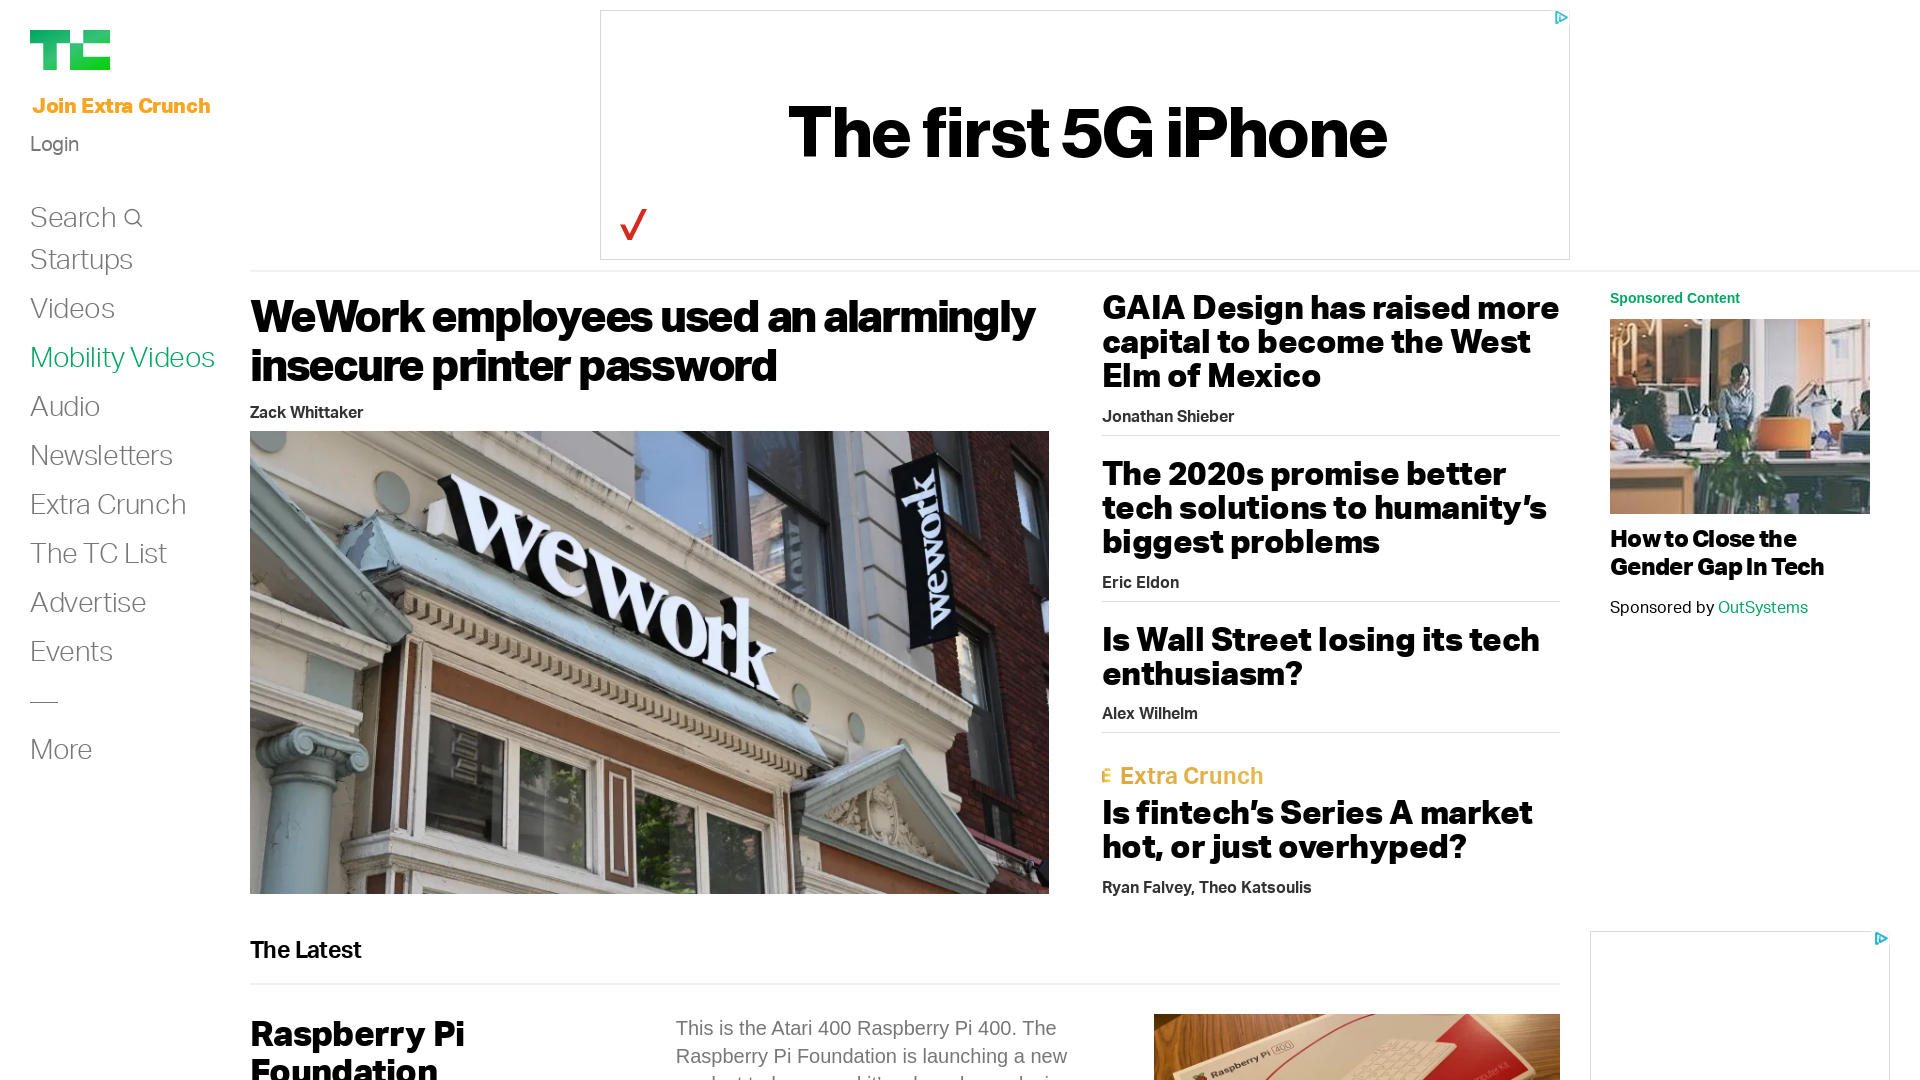 TC
Join Extra Crunch
Login
Search
Startups
Videos
Mobility Videos
Audio
Newsletters
Extra Crunch
The TC List
Advertise
Events
More
The first 5G iPhone
WeWork employees used an alarmingly
insecure printer password
Zack Whittaker
wework
wework
GAIA Design has raised more
capital to become the West
Elm of Mexico
Jonathan Shieber
The 2020s promise better
tech solutions to humanity’s
biggest problems
Eric Eldon
Is Wall Street losing its tech
enthusiasm?
Alex Wilhelm
Extra Crunch
Is fintech’s Series A market
hot, or just overhyped?
Ryan Falvey, Theo Katsoulis
Sponsored Content
How to Close the
Gender Gap In Tech
Sponsored by OutSystems
The Latest
Raspberry Pi
Foundation
This is the Atari 400 Raspberry Pi 400. The
Raspberry Pi Foundation is launching a new
Raspberry Pi 400